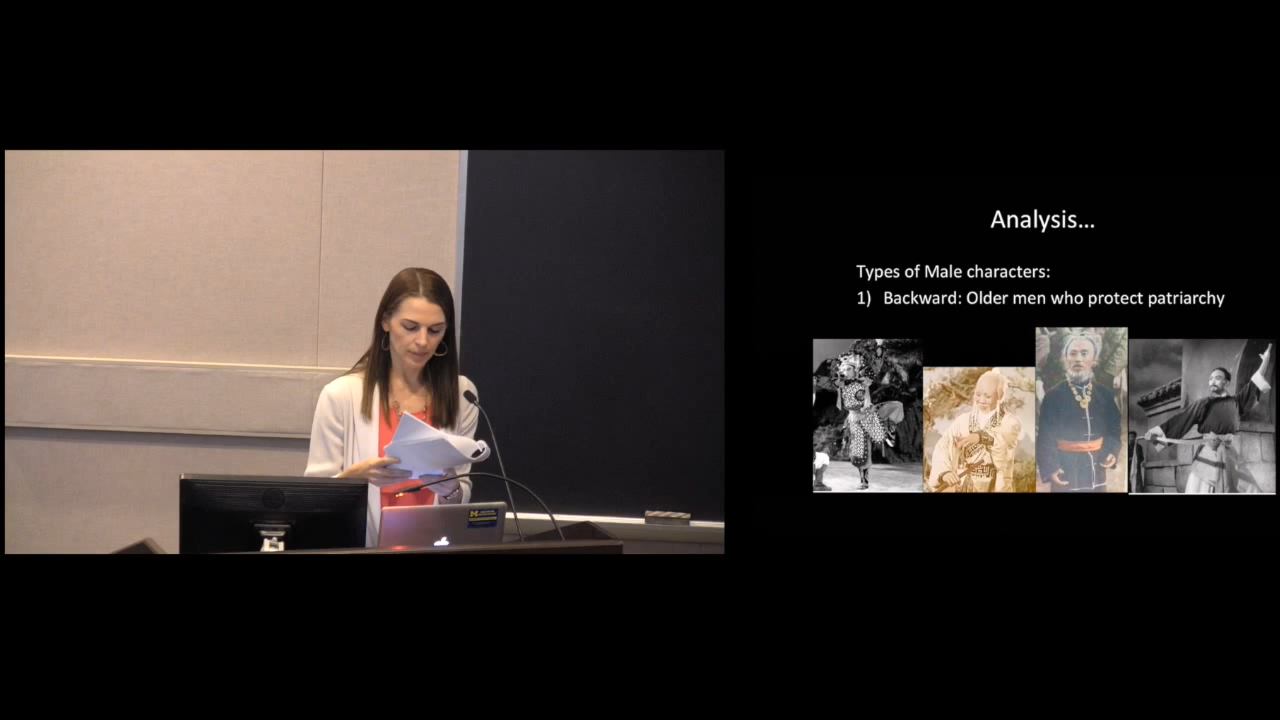 Analysis...
Types of Male characters:
1) Backward: Older men who protect patriarchy